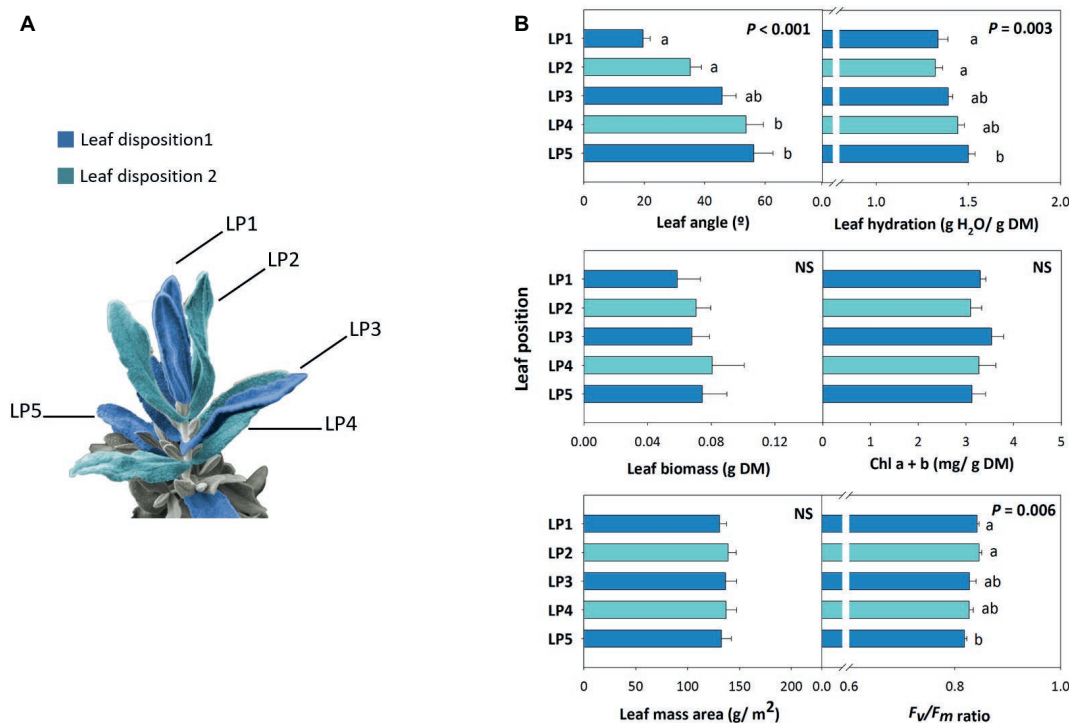 A
Leaf disposition1
Leaf disposition 2
LP1
LP2
LP3
LP5
LP4
B
Leaf position
LP1
LP2
LP3
LP4
LP5
P < 0.001
a
a
ab
b
b
0 20 40 60
Leaf angle (º)
P = 0.003
a
a
ab
ab
b
0.0 1.0 1.5 2.0
Leaf hydration (g H₂O/ g DM)
LP1
LP2
LP3
LP4
LP5
NS
0.00 0.04 0.08 0.12
Leaf biomass (g DM)
NS
0 1 2 3 4 5
Chl a + b (mg/ g DM)
LP1
LP2
LP3
LP4
LP5
NS
0 50 100 150 200
Leaf mass area (g/ m²)
P = 0.006
a
a
ab
ab
b
0.0 0.6 0.8 1.0
Fv/Fm ratio